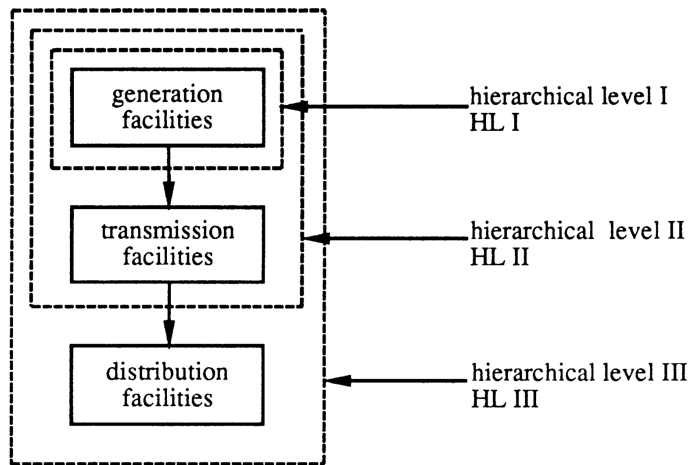 generation
facilities
hierarchical level I
HL I
transmission
facilities
hierarchical level II
HL II
distribution
facilities
hierarchical level III
HL III